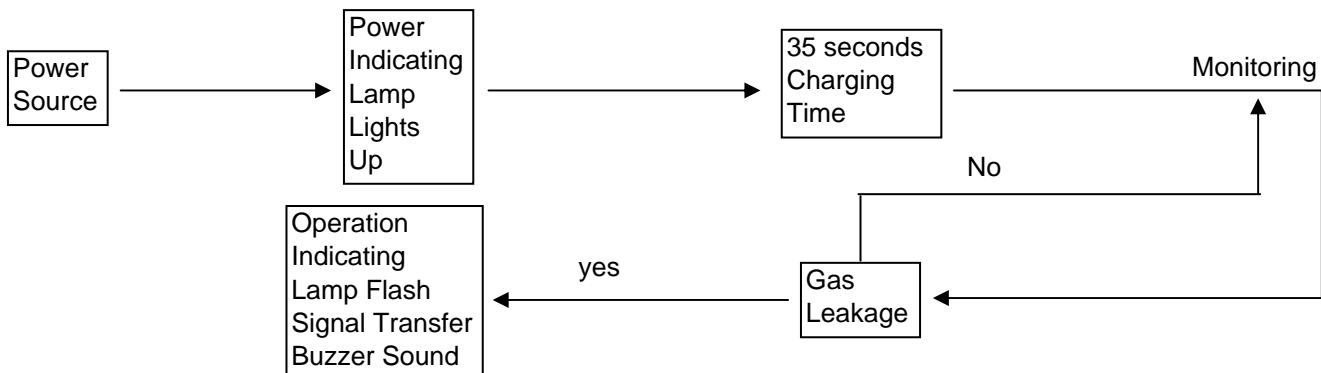 Power
Source
Power
Indicating
Lamp
Lights
Up
35 seconds
Charging
Time
Monitoring
No
Gas
Leakage
yes
Operation
Indicating
Lamp Flash
Signal Transfer
Buzzer Sound